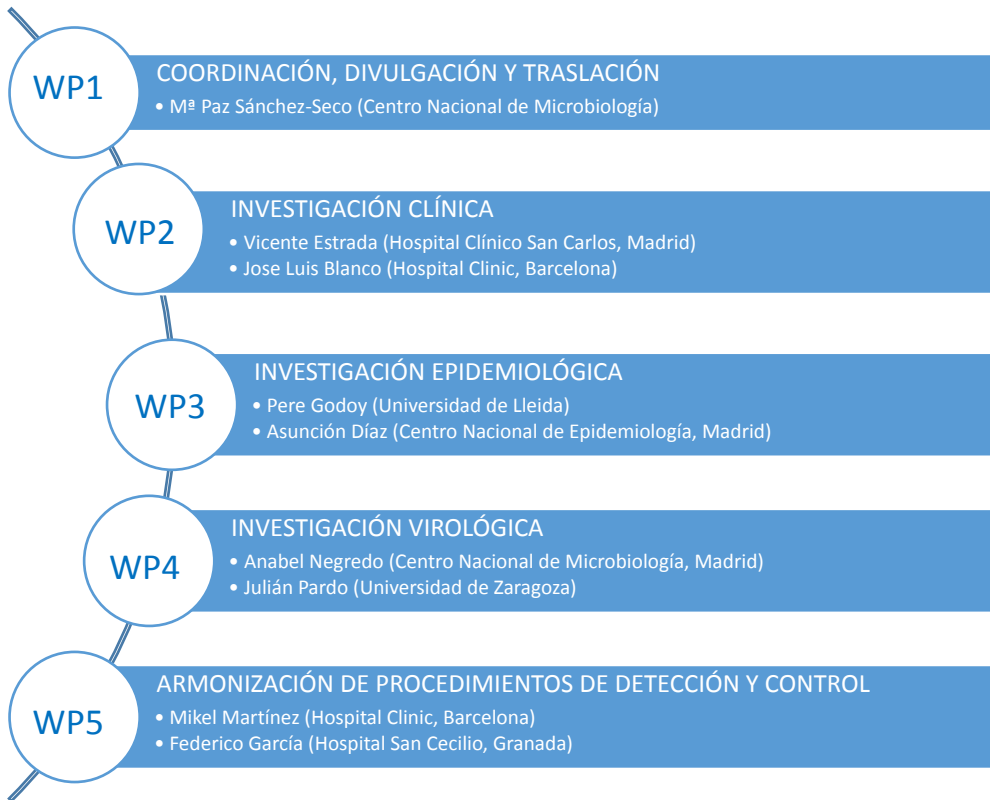 WP1
COORDINACIÓN, DIVULGACIÓN Y TRASLACIÓN
• Mª Paz Sánchez-Seco (Centro Nacional de Microbiología)
WP2
INVESTIGACIÓN CLÍNICA
• Vicente Estrada (Hospital Clínico San Carlos, Madrid)
• Jose Luis Blanco (Hospital Clinic, Barcelona)
WP3
INVESTIGACIÓN EPIDEMIOLÓGICA
• Pere Godoy (Universidad de Lleida)
• Asunción Díaz (Centro Nacional de Epidemiología, Madrid)
WP4
INVESTIGACIÓN VIROLÓGICA
• Anabel Negredo (Centro Nacional de Microbiología, Madrid)
• Julián Pardo (Universidad de Zaragoza)
WP5
ARMONIZACIÓN DE PROCEDIMIENTOS DE DETECCIÓN Y CONTROL
• Mikel Martínez (Hospital Clinic, Barcelona)
• Federico García (Hospital San Cecilio, Granada)